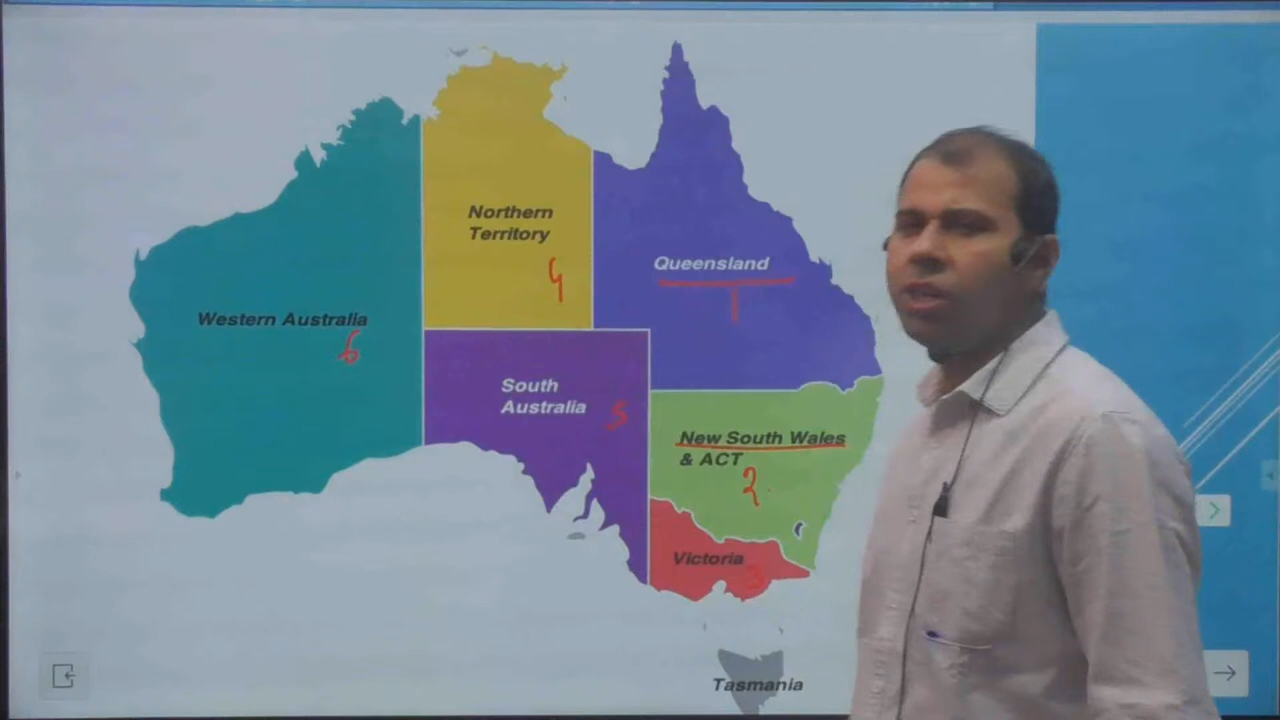 Northern
Territory
4
Queensland
1
Western Australia
6
South
Australia 5
New South Wales
& ACT
2
Victoria 3
Tasmania